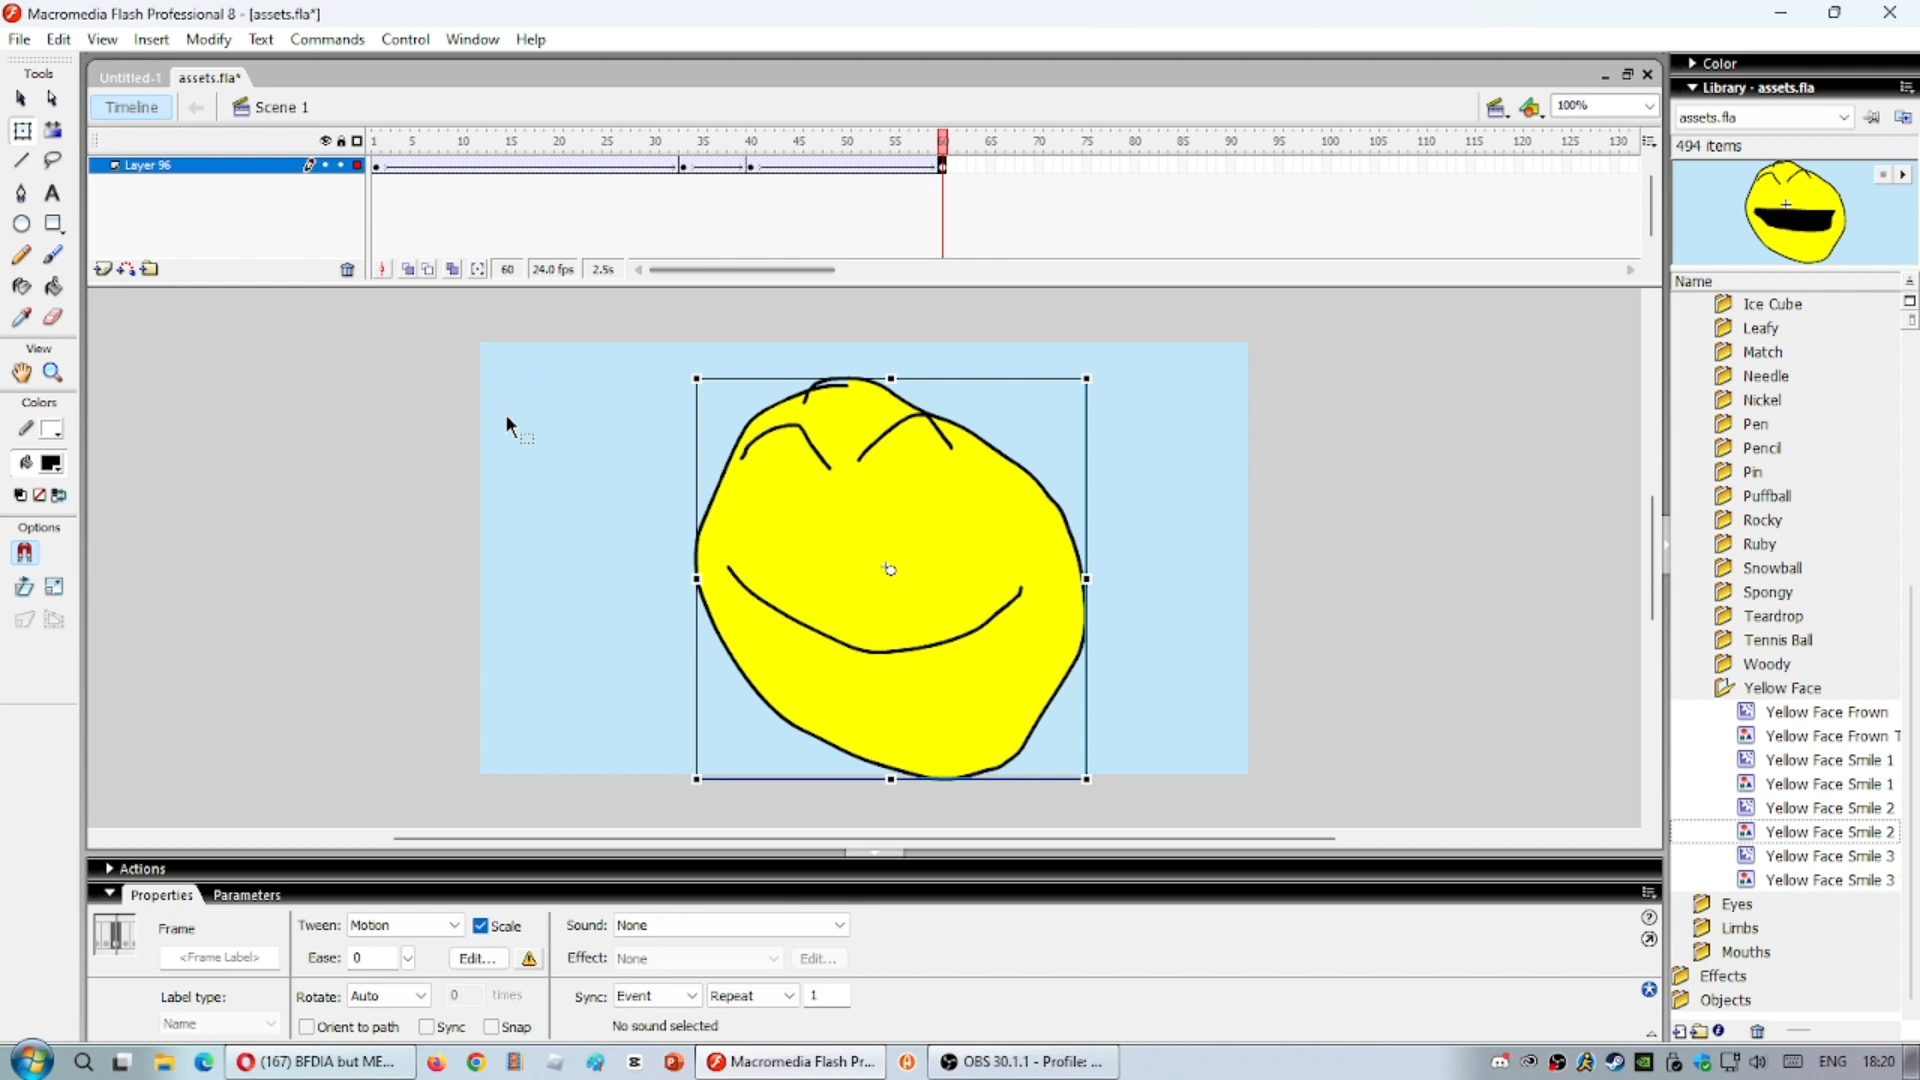 Macromedia Flash Professional 8 - [assets.fla*]
File Edit View Insert Modify Text Commands Control Window Help
Tools
Untitled-1 assets.fla*
Timeline Scene 1 100%
1 5 10 15 20 25 30 35 40 45 50 55 60 65 70 75 80 85 90 95 100 105 110 115 120 125 130
Layer 96
60 24.0 fps 2.5s
View
Colors
Options
Color
Library - assets.fla
assets.fla
494 items
Name
Ice Cube
Leafy
Match
Needle
Nickel
Pen
Pencil
Pin
Puffball
Rocky
Ruby
Snowball
Spongy
Teardrop
Tennis Ball
Woody
Yellow Face
Yellow Face Frown
Yellow Face Frown T
Yellow Face Smile 1
Yellow Face Smile 1
Yellow Face Smile 2
Yellow Face Smile 2
Yellow Face Smile 3
Yellow Face Smile 3
Eyes
Limbs
Mouths
Effects
Objects
Actions
Properties Parameters
Frame Tween: Motion Scale Sound: None
<Frame Label> Ease: 0 Edit... Effect: None Edit...
Label type: Rotate: Auto 0 times Sync: Event Repeat 1
Name Orient to path Sync Snap No sound selected
(167) BFDIA but ME... Macromedia Flash Pr... OBS 30.1.1 - Profile: ... ENG 18:20